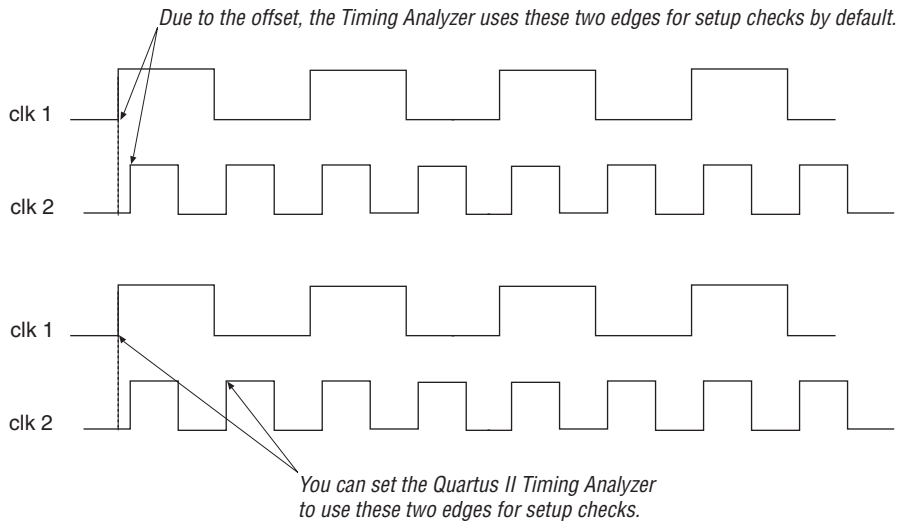 Due to the offset, the Timing Analyzer uses these two edges for setup checks by default.
clk 1
clk 2
clk 1
clk 2
You can set the Quartus II Timing Analyzer
to use these two edges for setup checks.